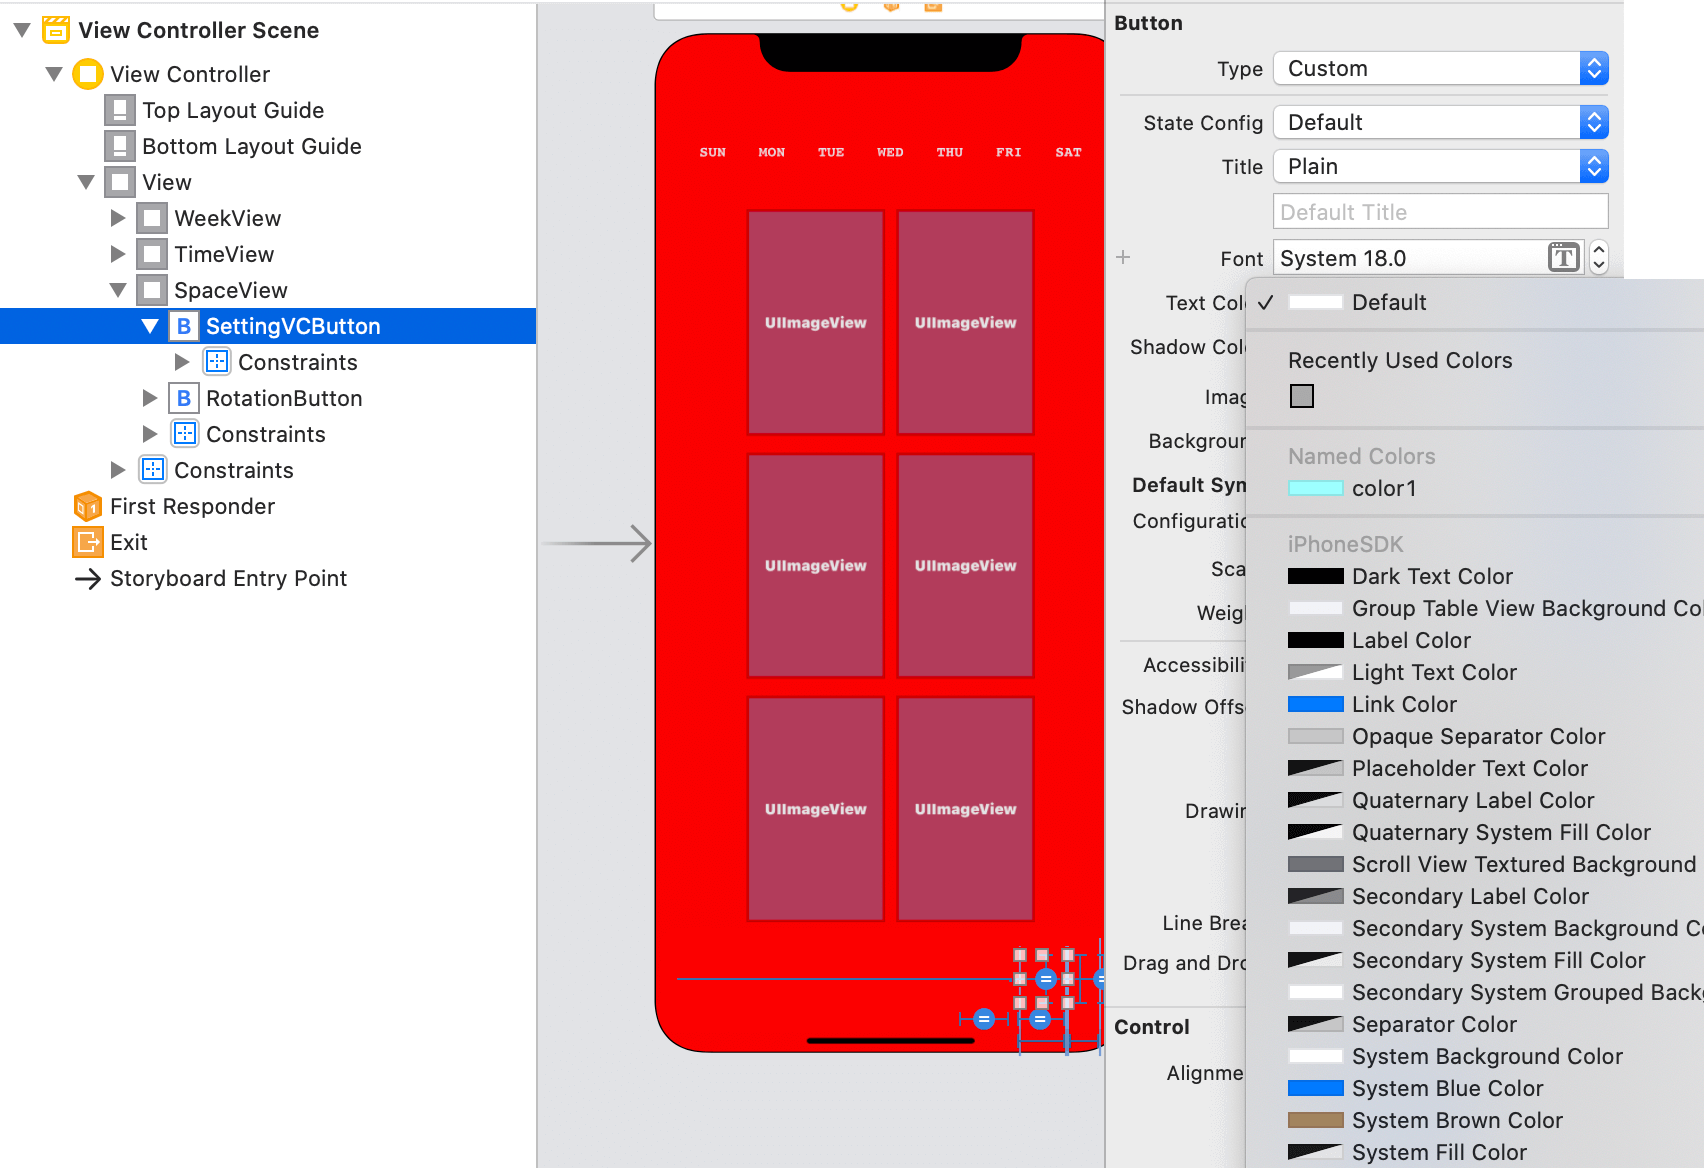 View Controller Scene
View Controller
Top Layout Guide
Bottom Layout Guide
View
WeekView
TimeView
SpaceView
B SettingVCButton
Constraints
B RotationButton
Constraints
Constraints
First Responder
Exit
Storyboard Entry Point
SUN MON TUE WED THU FRI SAT
UIImageView UIImageView
UIImageView UIImageView
UIImageView UIImageView
Button
Type Custom
State Config Default
Title Plain
Default Title
Font System 18.0 T
Text Colo
Shadow Colo
Imag
Backgroun
Default Sym
Configuratio
Sca
Weigh
Accessibili
Shadow Offs
Drawin
Line Brea
Drag and Dro
Control
Alignme
Default
Recently Used Colors
Named Colors
color1
iPhoneSDK
Dark Text Color
Group Table View Background Col
Label Color
Light Text Color
Link Color
Opaque Separator Color
Placeholder Text Color
Quaternary Label Color
Quaternary System Fill Color
Scroll View Textured Background
Secondary Label Color
Secondary System Background Co
Secondary System Fill Color
Secondary System Grouped Backg
Separator Color
System Background Color
System Blue Color
System Brown Color
System Fill Color